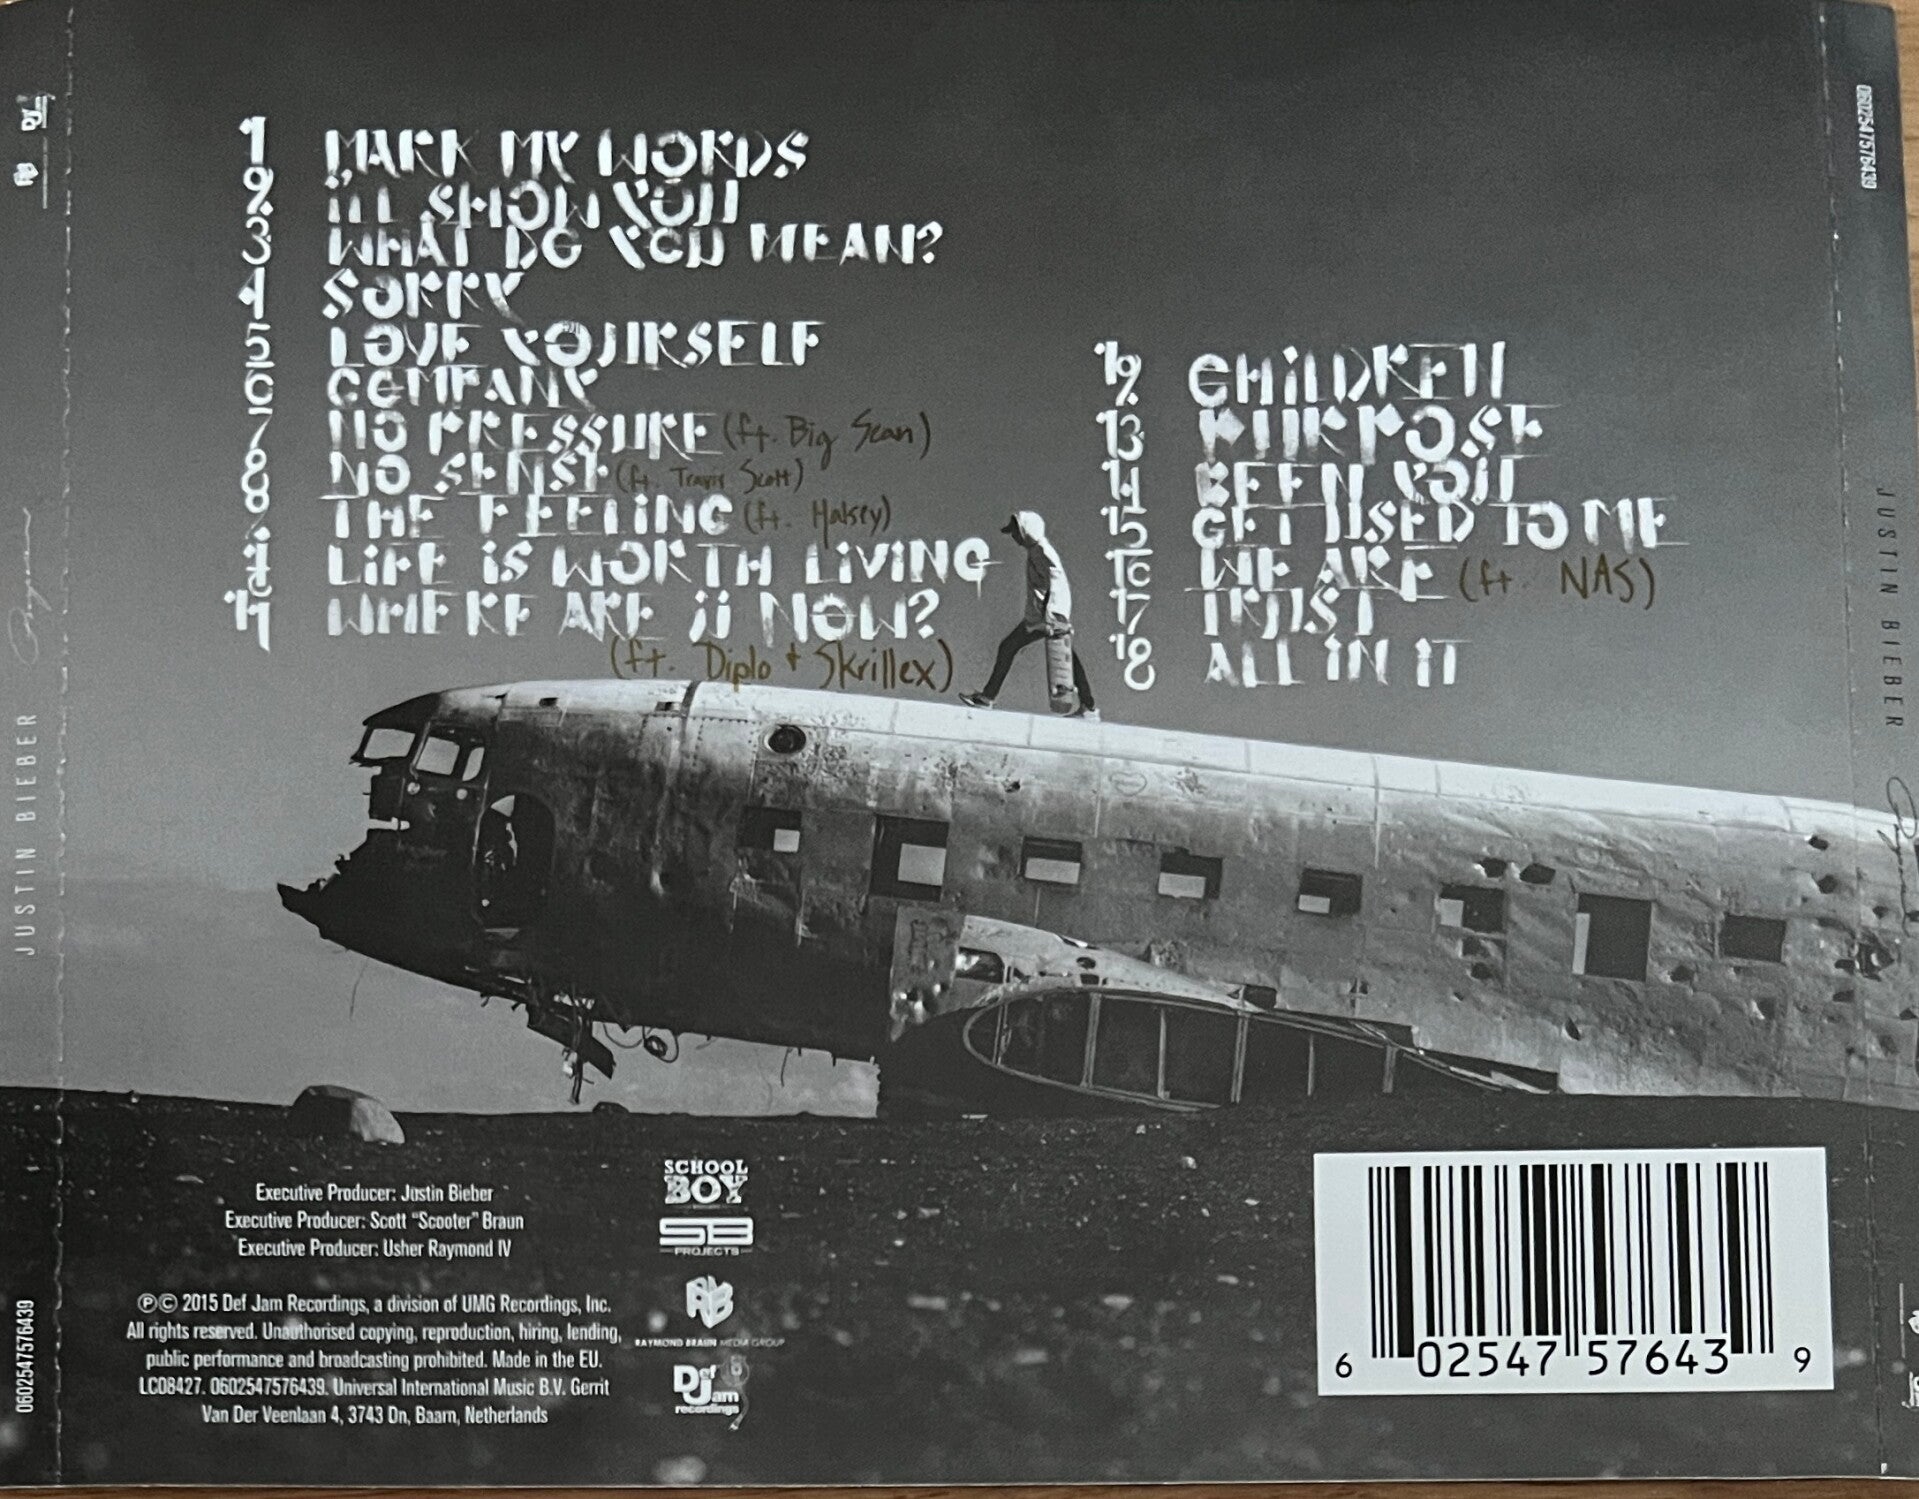 1 MARK MY WORDS
2 I'LL SHOW YOU
3 WHAT DO YOU MEAN?
4 SORRY
5 LOVE YOURSELF
6 COMPANY
7 NO PRESSURE (ft. Big Sean)
8 NO SENSE (ft. Travis Scott)
9 THE FEELING (ft. Halsey)
10 LIFE IS WORTH LIVING
11 WHERE ARE Ü NOW?
(ft. Diplo + Skrillex)
12 CHILDREN
13 PURPOSE
14 BEEN YOU
15 GET USED TO ME
16 WE ARE (ft. NAS)
17 TRUST
18 ALL IN IT
Executive Producer: Justin Bieber
Executive Producer: Scott "Scooter" Braun
Executive Producer: Usher Raymond IV
℗© 2015 Def Jam Recordings, a division of UMG Recordings, Inc.
All rights reserved. Unauthorised copying, reproduction, hiring, lending,
public performance and broadcasting prohibited. Made in the EU.
LC08427. 0602547576439. Universal International Music B.V. Gerrit
Van Der Veenlaan 4, 3743 Dn, Baarn, Netherlands
SCHOOL
BOY
SB
PROJECTS
RB
RAYMOND BRAUN MEDIA GROUP
Def
Jam
recordings
6 02547 57643 9
JUSTIN BIEBER Purpose
0602547576439
0602547576439
JUSTIN BIEBER Purpose